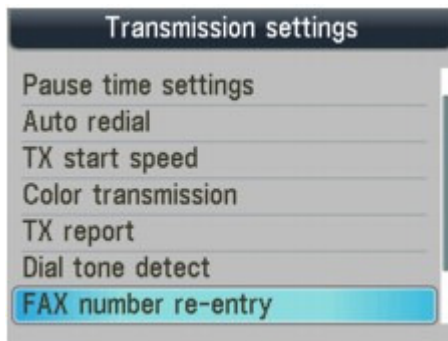 Transmission settings
Pause time settings
Auto redial
TX start speed
Color transmission
TX report
Dial tone detect
FAX number re-entry